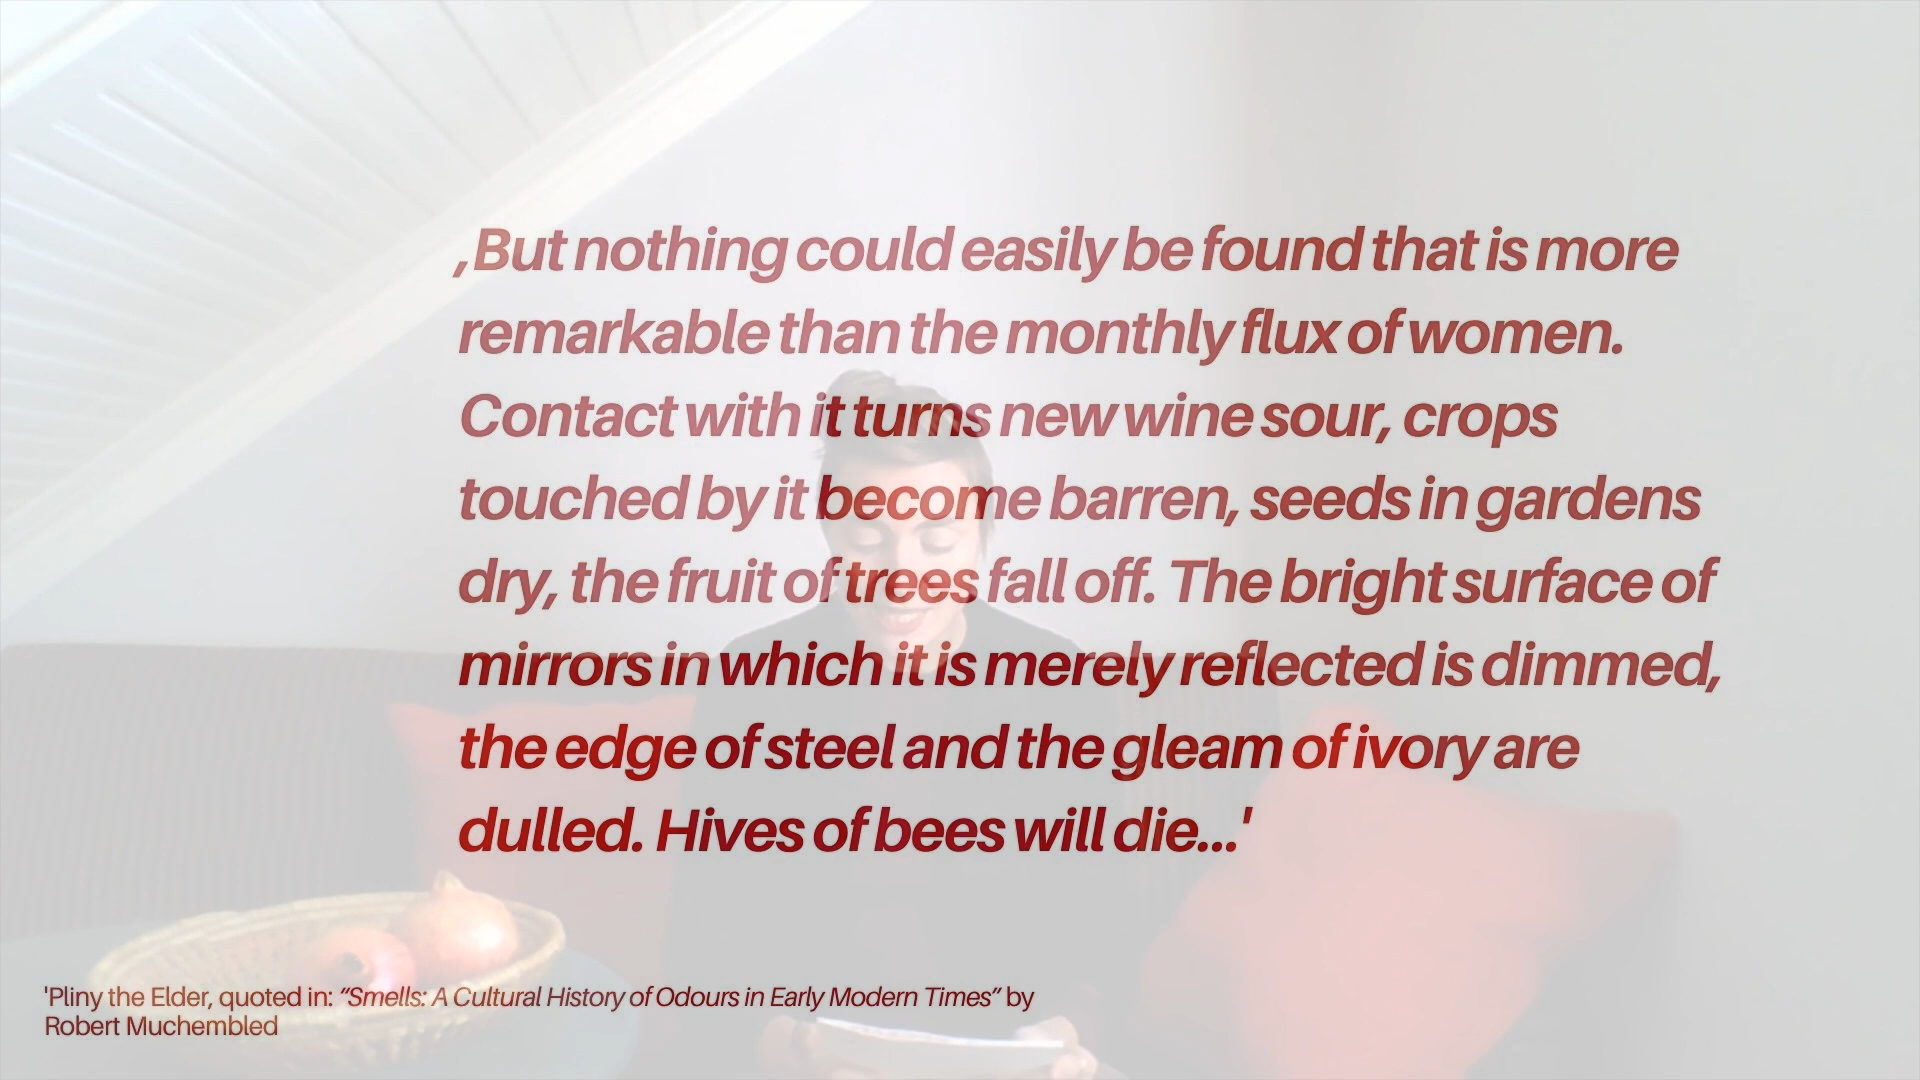 ‚But nothing could easily be found that is more
remarkable than the monthly flux of women.
Contact with it turns new wine sour, crops
touched by it become barren, seeds in gardens
dry, the fruit of trees fall off. The bright surface of
mirrors in which it is merely reflected is dimmed,
the edge of steel and the gleam of ivory are
dulled. Hives of bees will die...'
'Pliny the Elder, quoted in: “Smells: A Cultural History of Odours in Early Modern Times” by
Robert Muchembled